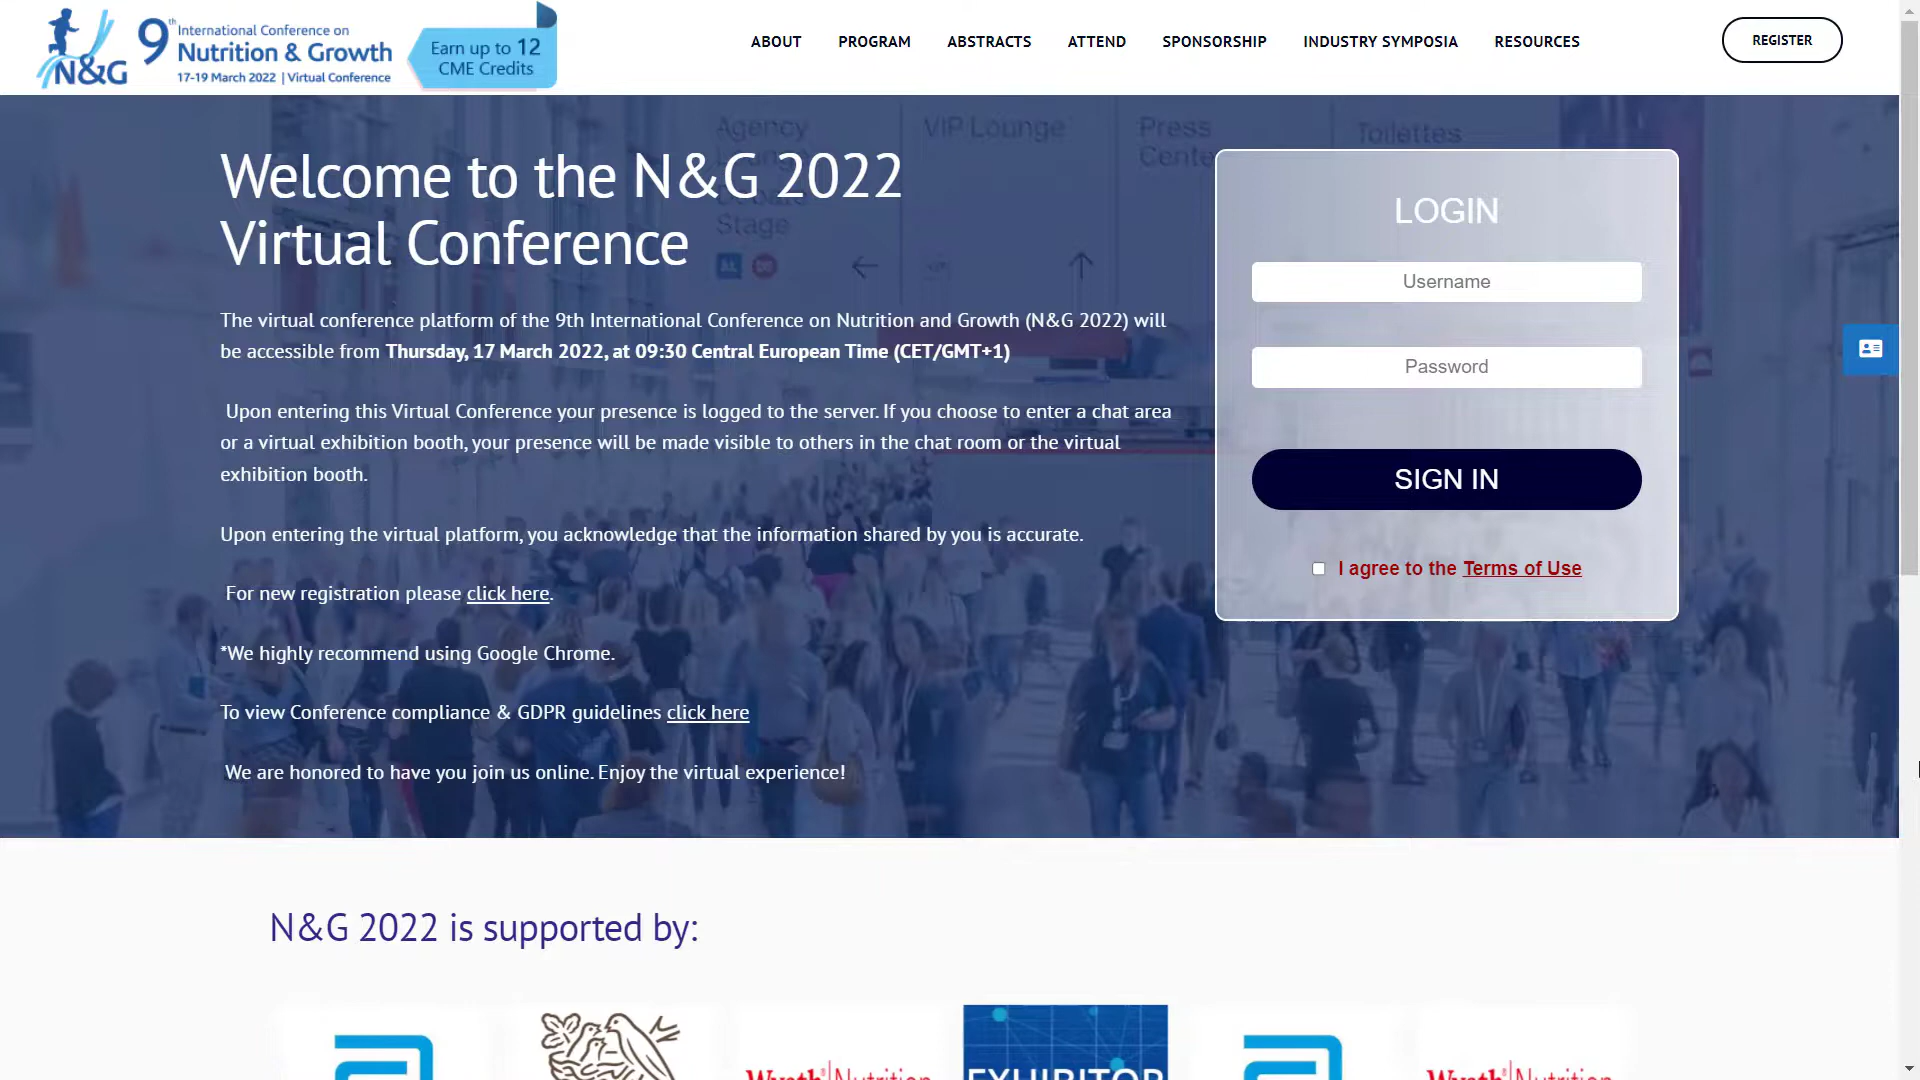 N&G
9th International Conference on
Nutrition & Growth
17-19 March 2022 | Virtual Conference
Earn up to 12
CME Credits
ABOUT PROGRAM ABSTRACTS ATTEND SPONSORSHIP INDUSTRY SYMPOSIA RESOURCES
REGISTER
Agency
Lounge
VIP Lounge
Press
Toilettes
Debate
Stage
Welcome to the N&G 2022
Virtual Conference
The virtual conference platform of the 9th International Conference on Nutrition and Growth (N&G 2022) will
be accessible from Thursday, 17 March 2022, at 09:30 Central European Time (CET/GMT+1)
Upon entering this Virtual Conference your presence is logged to the server. If you choose to enter a chat area
or a virtual exhibition booth, your presence will be made visible to others in the chat room or the virtual
exhibition booth.
Upon entering the virtual platform, you acknowledge that the information shared by you is accurate.
For new registration please click here.
*We highly recommend using Google Chrome.
To view Conference compliance & GDPR guidelines click here
We are honored to have you join us online. Enjoy the virtual experience!
LOGIN
Username
Password
SIGN IN
I agree to the Terms of Use
N&G 2022 is supported by:
Wyeth® Nutrition
EXHIBITOR
Wyeth® Nutrition